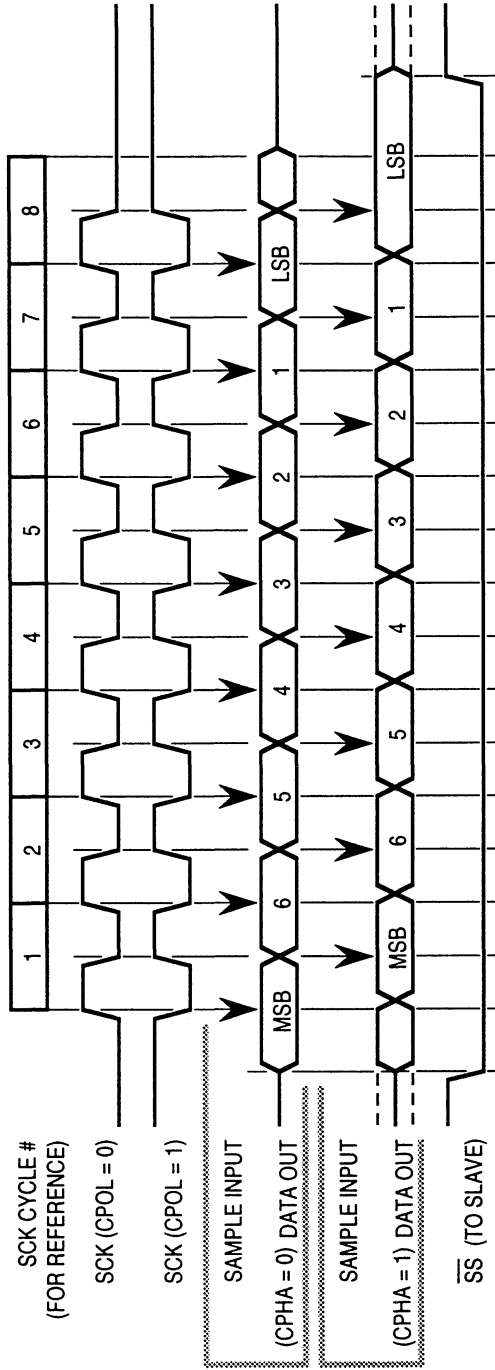 SCK CYCLE # 1 2 3 4 5 6 7 8
(FOR REFERENCE)
SCK (CPOL = 0)
SCK (CPOL = 1)
SAMPLE INPUT
(CPHA = 0) DATA OUT MSB 6 5 4 3 2 1 LSB
SAMPLE INPUT
(CPHA = 1) DATA OUT MSB 6 5 4 3 2 1 LSB
SS (TO SLAVE)